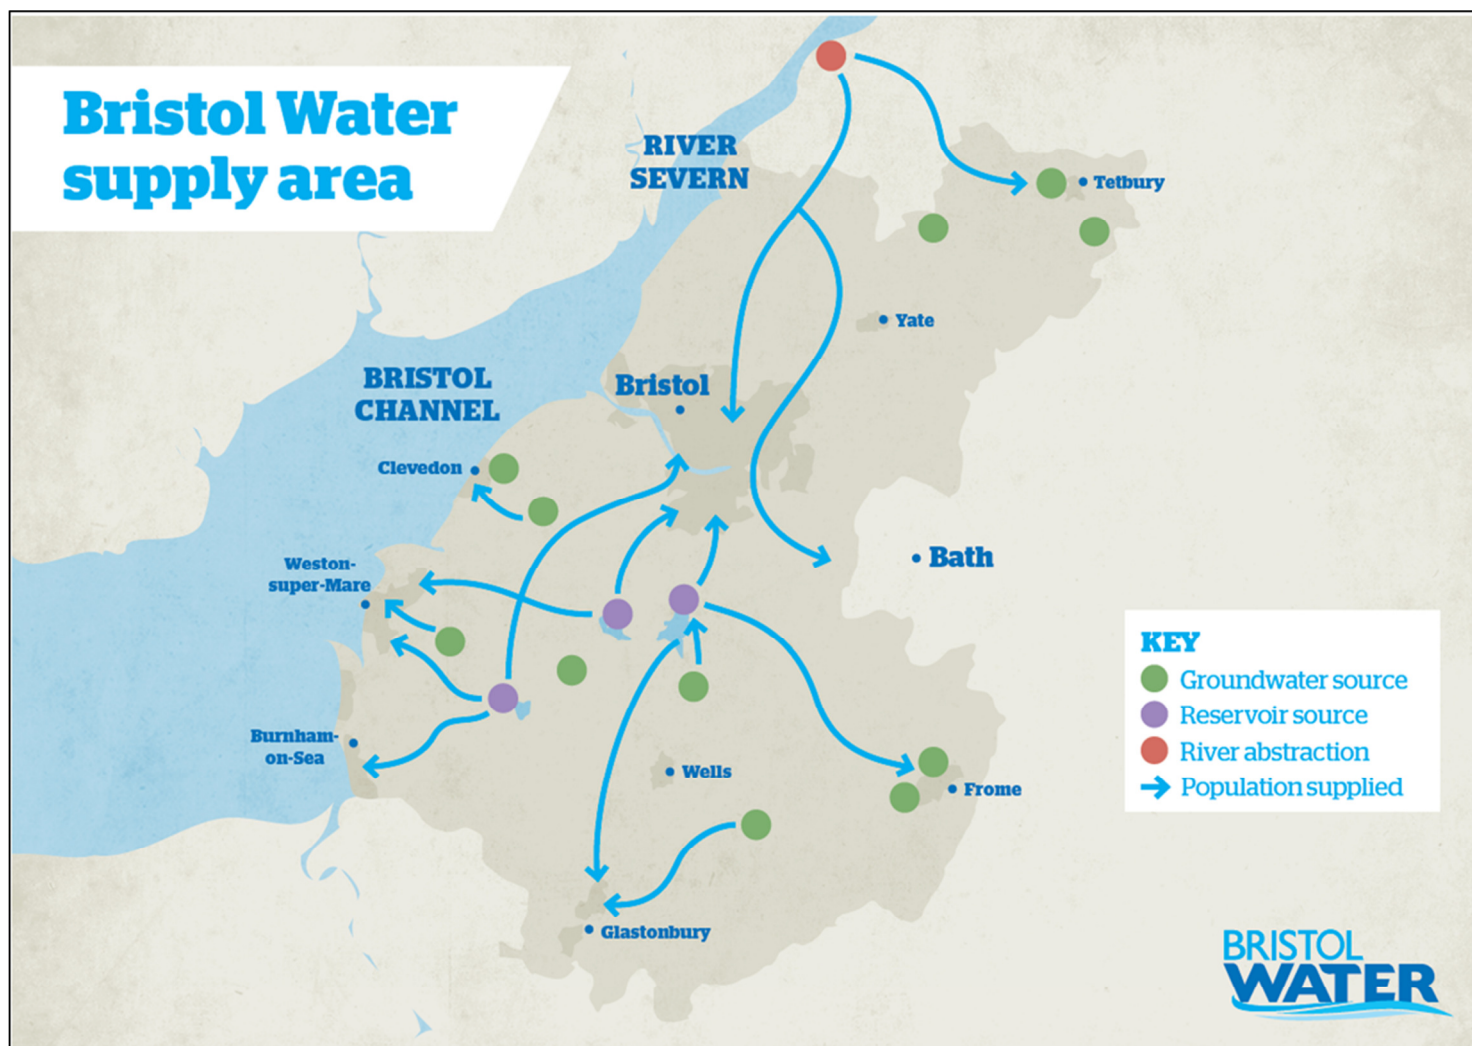 Bristol Water
supply area
RIVER
SEVERN
Tetbury
Yate
BRISTOL
CHANNEL
Bristol
Clevedon
Weston-
super-Mare
Bath
Burnham-
on-Sea
Wells
Frome
Glastonbury
KEY
Groundwater source
Reservoir source
River abstraction
Population supplied
BRISTOL
WATER